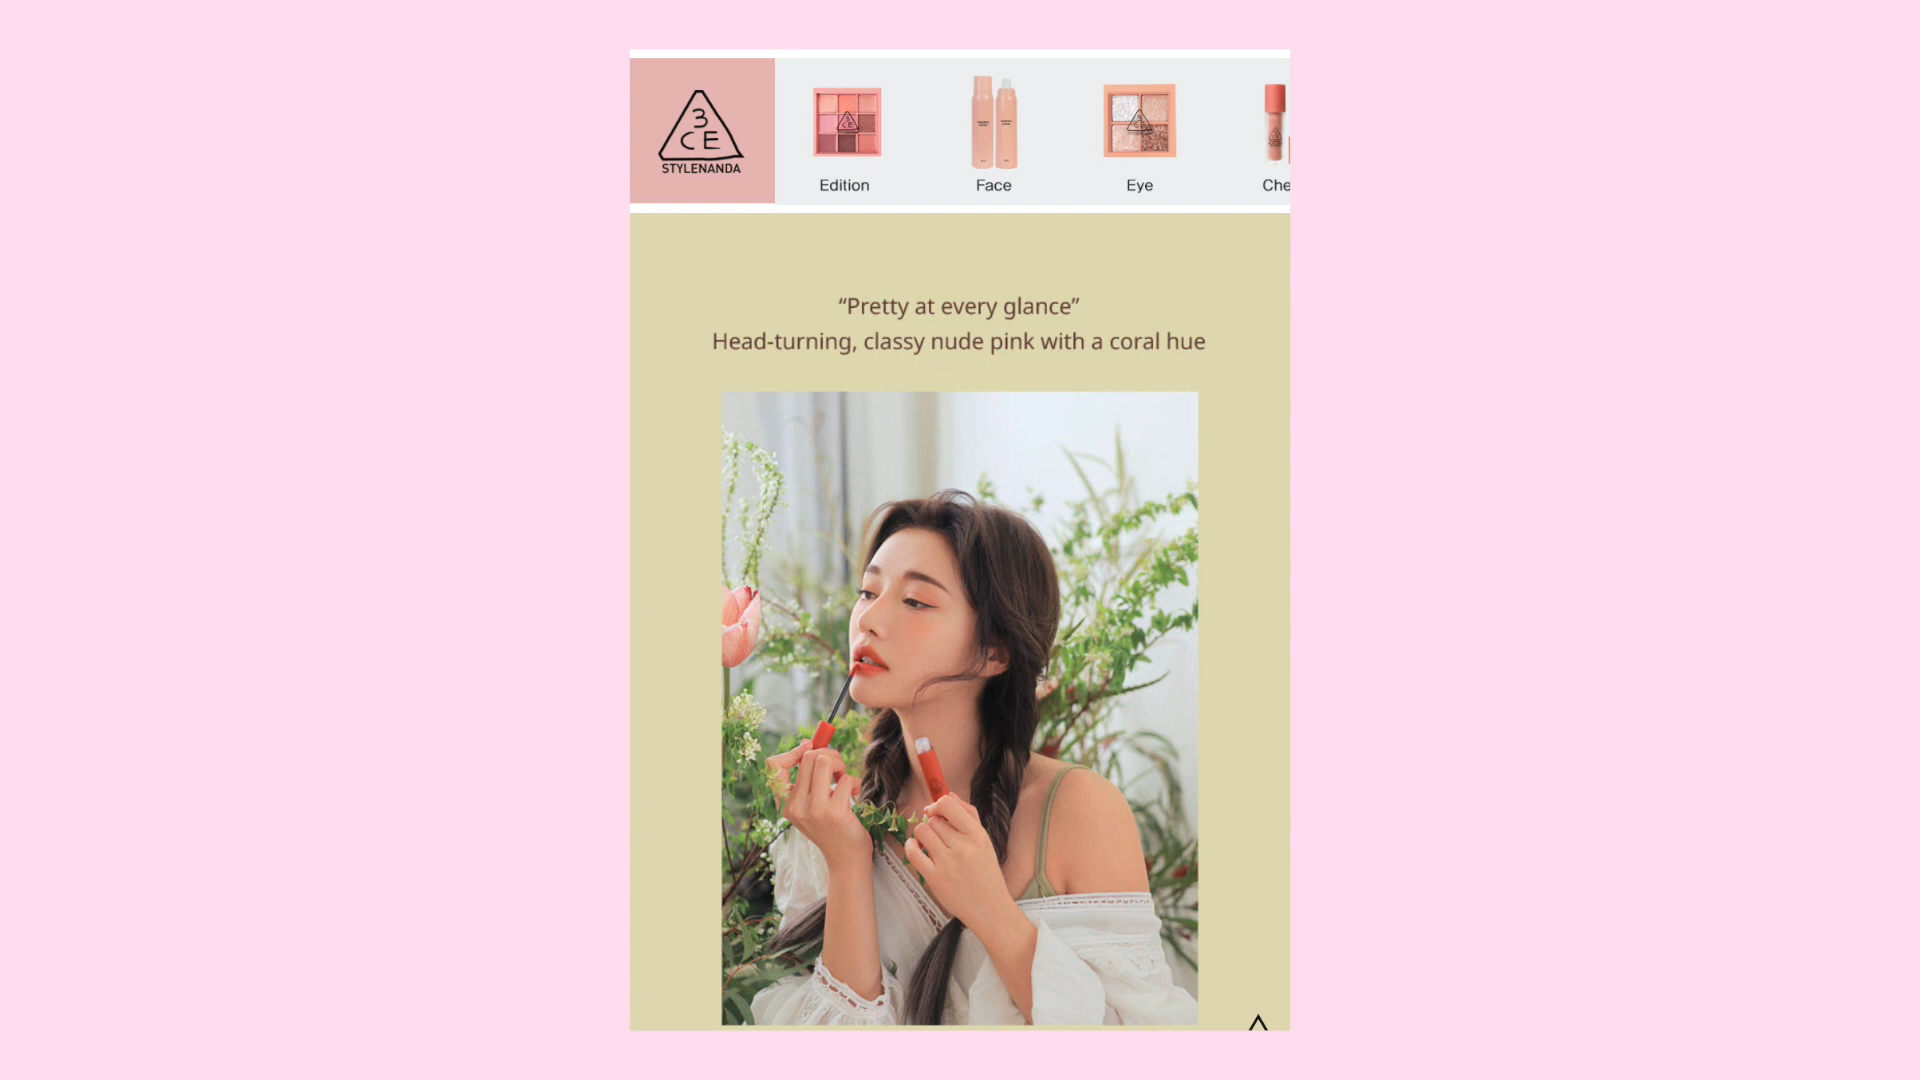 3
CE
STYLENANDA
Edition
Face
Eye
Che
“Pretty at every glance”
Head-turning, classy nude pink with a coral hue